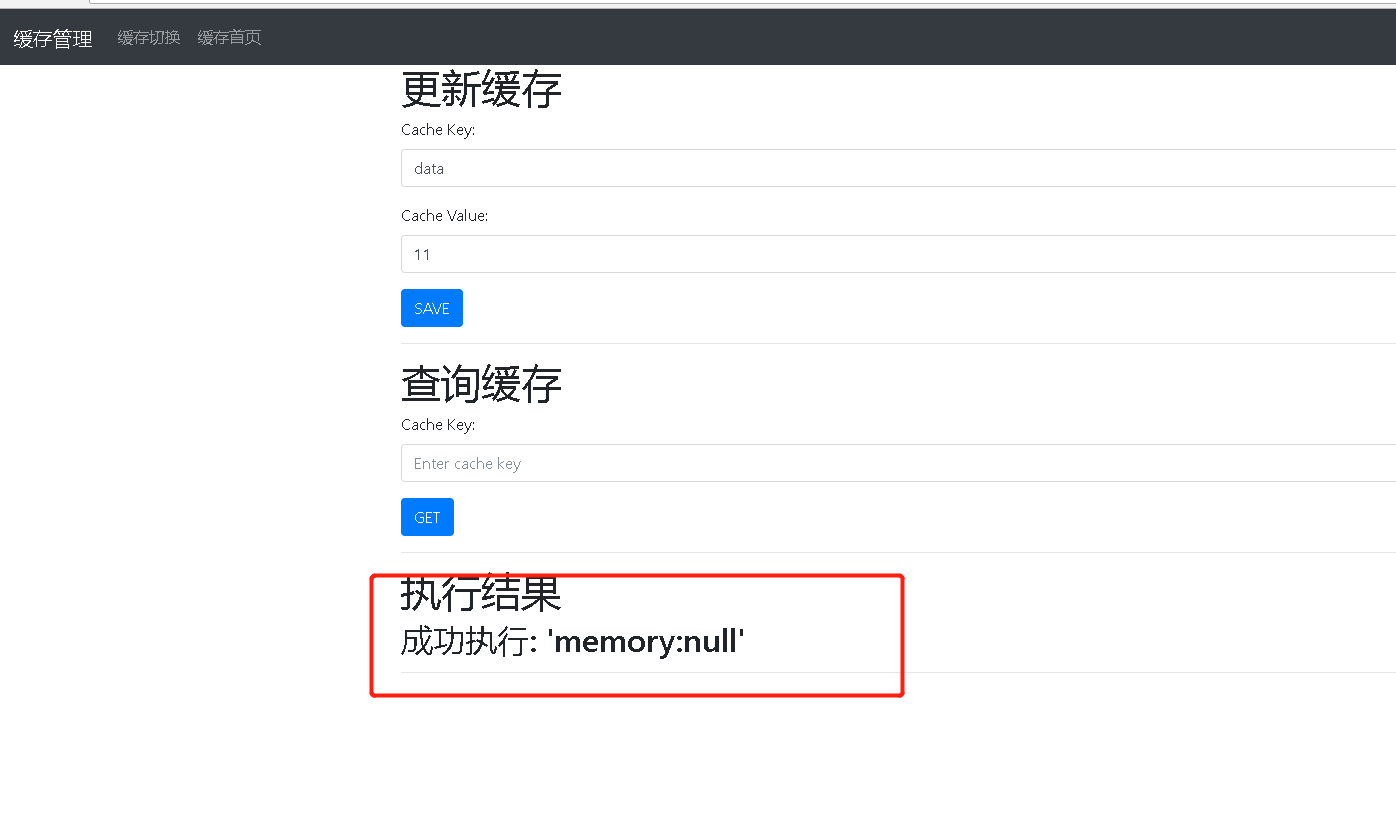 缓存管理 缓存切换 缓存首页
更新缓存
Cache Key:
data
Cache Value:
11
SAVE
查询缓存
Cache Key:
Enter cache key
GET
执行结果
成功执行: 'memory:null'